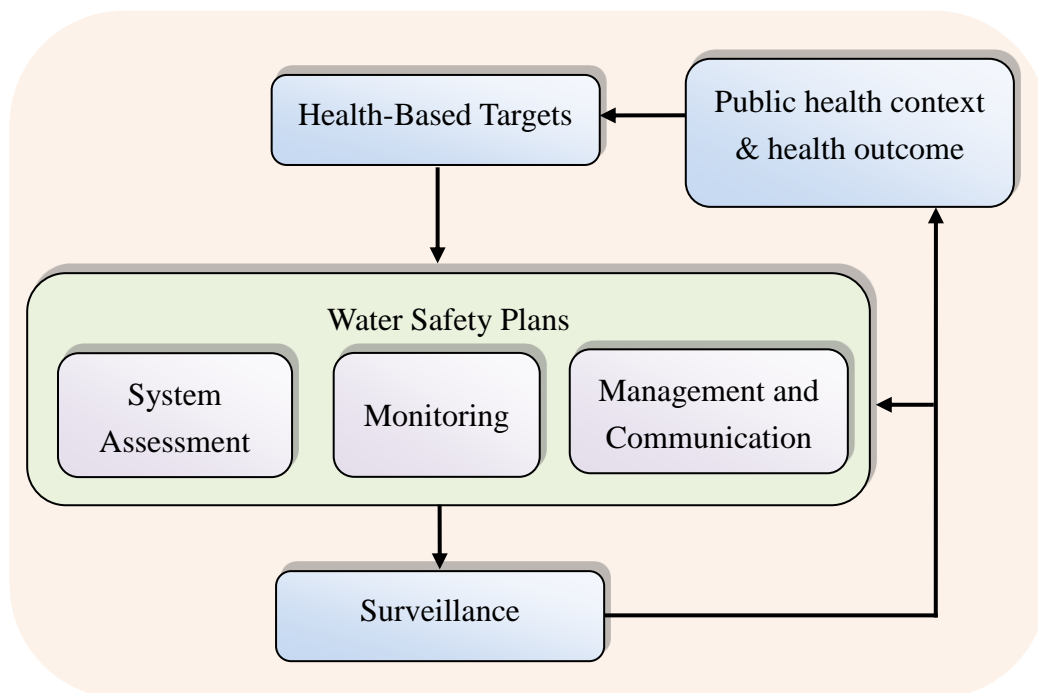 Health-Based Targets
Public health context
& health outcome
Water Safety Plans
System
Assessment
Monitoring
Management and
Communication
Surveillance